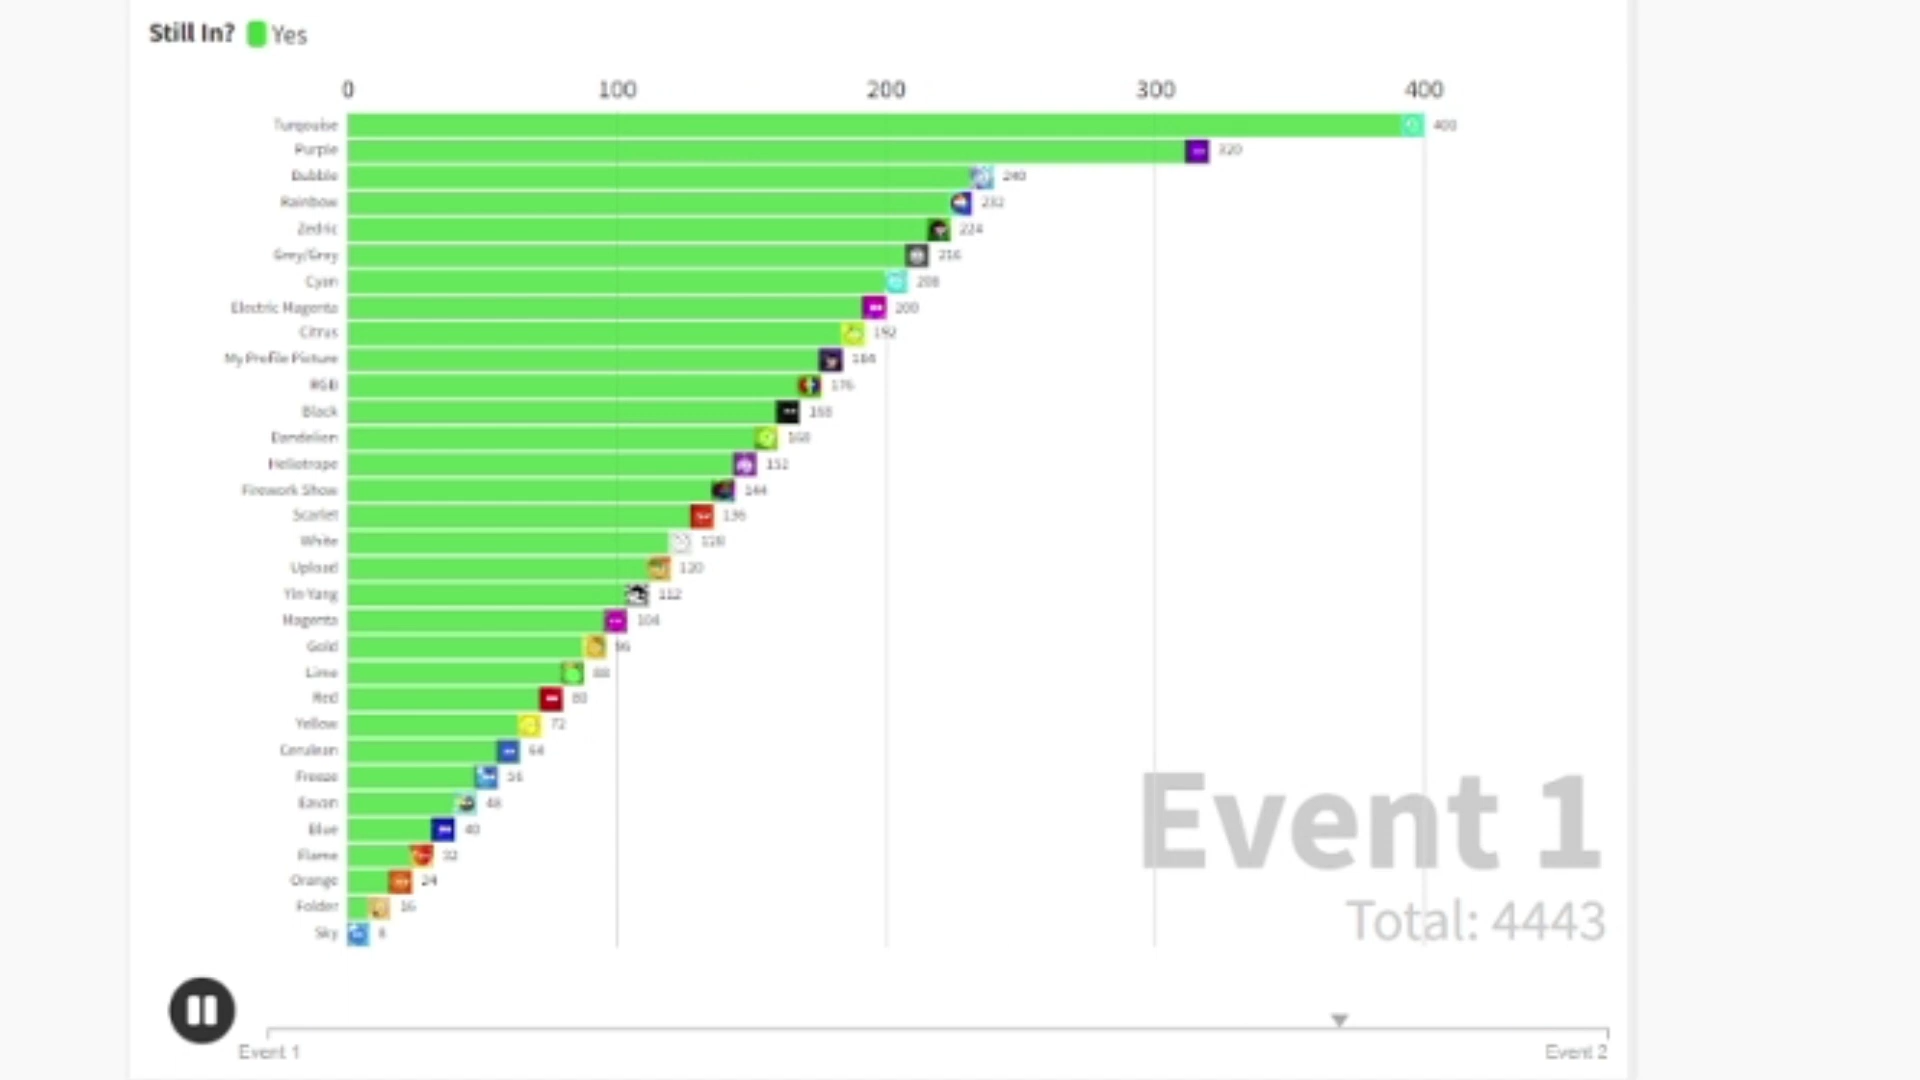 Still In? Yes
0 100 200 300 400
Turqouise 400
Purple 320
Bubble 240
Rainbow 232
Zedric 224
Grey/Gray 216
Cyan 208
Electric Magenta 200
Citrus 192
My Profile Picture 184
RGB 176
Black 168
Dandelion 160
Heliotrope 152
Firework Show 144
Scarlet 136
White 128
Upload 120
Yin-Yang 112
Magenta 104
Gold 96
Lime 88
Red 80
Yellow 72
Cerulean 64
Freeze 56
48
Blue 40
Flame 32
Orange 24
Folder 16
Sky 8
Event 1
Total: 4443
Event 1 Event 2